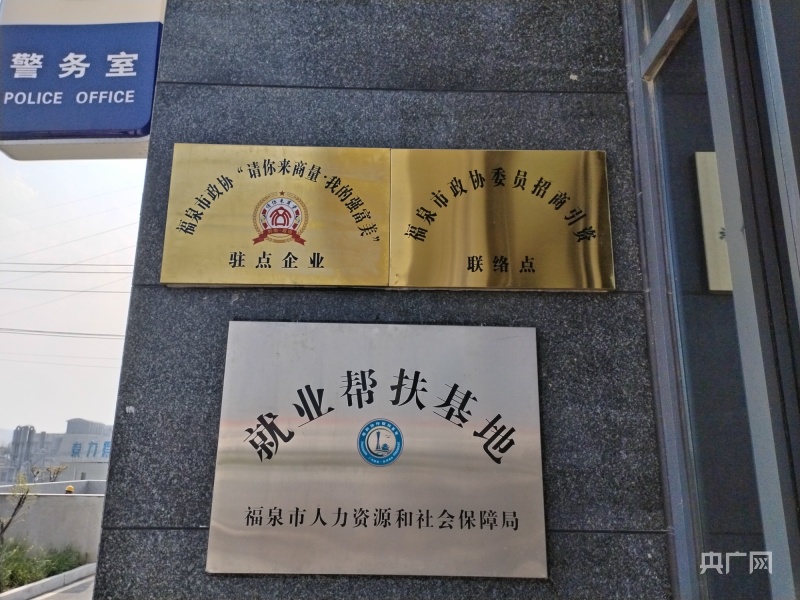 警务室
POLICE OFFICE
福泉市政协“请你来商量·我的强富美”
驻点企业
福泉市政协委员招商引资
联络点
就业帮扶基地
福泉市人力资源和社会保障局
央广网